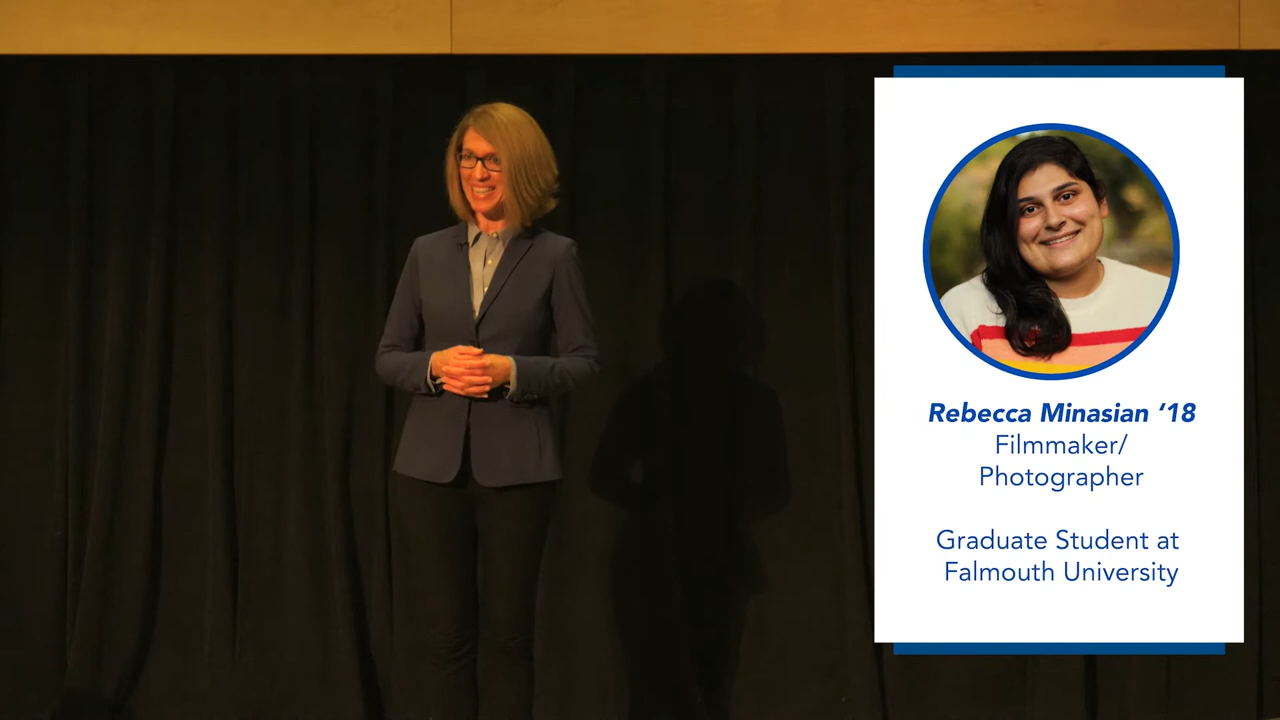 Rebecca Minasian ‘18
Filmmaker/
Photographer
Graduate Student at
Falmouth University